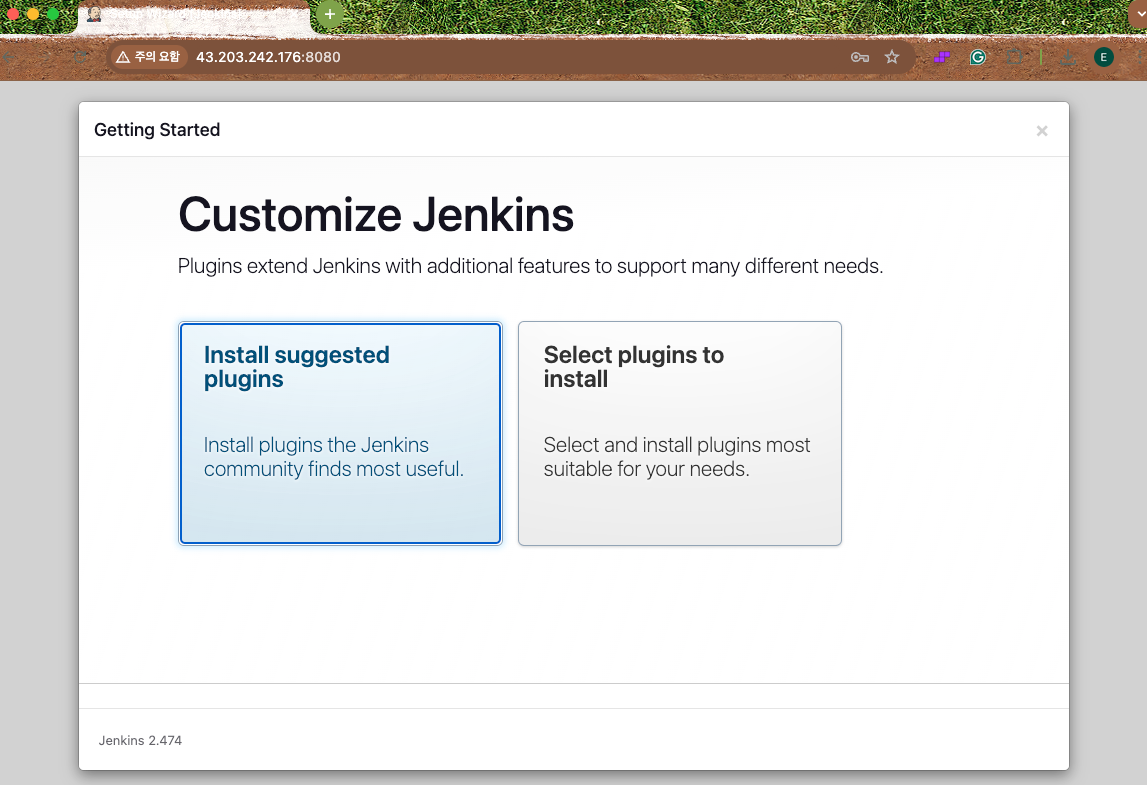 주의 요함 43.203.242.176:8080
E
Getting Started
Customize Jenkins
Plugins extend Jenkins with additional features to support many different needs.
Install suggested
plugins
Install plugins the Jenkins
community finds most useful.
Select plugins to
install
Select and install plugins most
suitable for your needs.
Jenkins 2.474